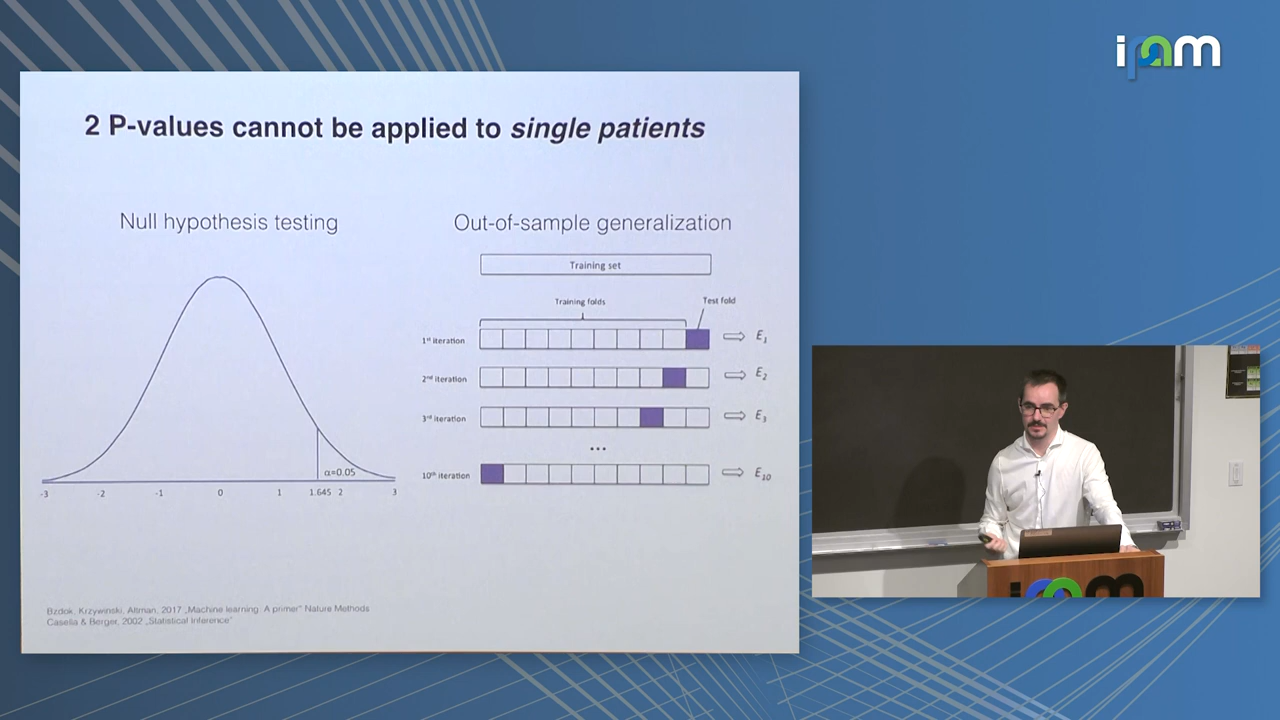 ipam
2 P-values cannot be applied to single patients
Null hypothesis testing
Out-of-sample generalization
Training set
Training folds
Test fold
1st iteration
E1
2nd iteration
E2
3rd iteration
E3
...
10th iteration
E10
α=0.05
-3 -2 -1 0 1 1.645 2 3
Bzdok, Krzywinski, Altman, 2017 „Machine learning: A primer“ Nature Methods
Casella & Berger, 2002 „Statistical Inference“
ipam